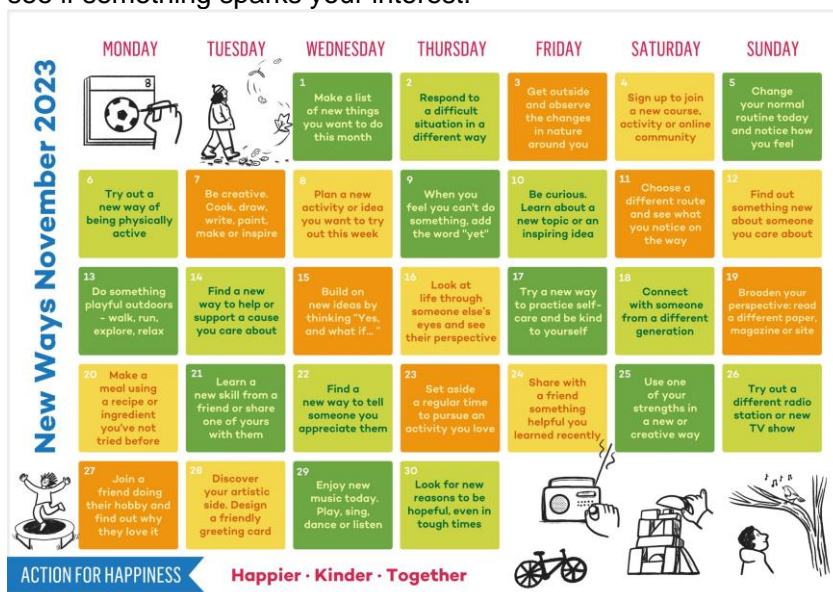 see if something sparks your interest.
MONDAY TUESDAY WEDNESDAY THURSDAY FRIDAY SATURDAY SUNDAY
New Ways November 2023
8
1
Make a list
of new things
you want to do
this month
2
Respond to
a difficult
situation in a
different way
3
Get outside
and observe
the changes
in nature
around you
4
Sign up to join
a new course,
activity or online
community
5
Change
your normal
routine today
and notice how
you feel
6
Try out a
new way of
being physically
active
7
Be creative.
Cook, draw,
write, paint,
make or inspire
8
Plan a new
activity or idea
you want to try
out this week
9
When you
feel you can't do
something, add
the word "yet"
10
Be curious.
Learn about a
new topic or an
inspiring idea
11
Choose a
different route
and see what
you notice on
the way
12
Find out
something new
about someone
you care about
13
Do something
playful outdoors
– walk, run,
explore, relax
14
Find a new
way to help or
support a cause
you care about
15
Build on
new ideas by
thinking "Yes,
and what if... "
16
Look at
life through
someone else's
eyes and see
their perspective
17
Try a new way
to practice self-
care and be kind
to yourself
18
Connect
with someone
from a different
generation
19
Broaden your
perspective: read
a different paper,
magazine or site
20
Make a
meal using
a recipe or
ingredient
you've not
tried before
21
Learn a
new skill from a
friend or share
one of yours
with them
22
Find a
new way to tell
someone you
appreciate them
23
Set aside
a regular time
to pursue an
activity you love
24
Share with
a friend
something
helpful you
learned recently
25
Use one
of your
strengths in
a new or
creative way
26
Try out a
different radio
station or new
TV show
27
Join a
friend doing
their hobby and
find out why
they love it
28
Discover
your artistic
side. Design
a friendly
greeting card
29
Enjoy new
music today.
Play, sing,
dance or listen
30
Look for new
reasons to be
hopeful, even in
tough times
ACTION FOR HAPPINESS
Happier · Kinder · Together